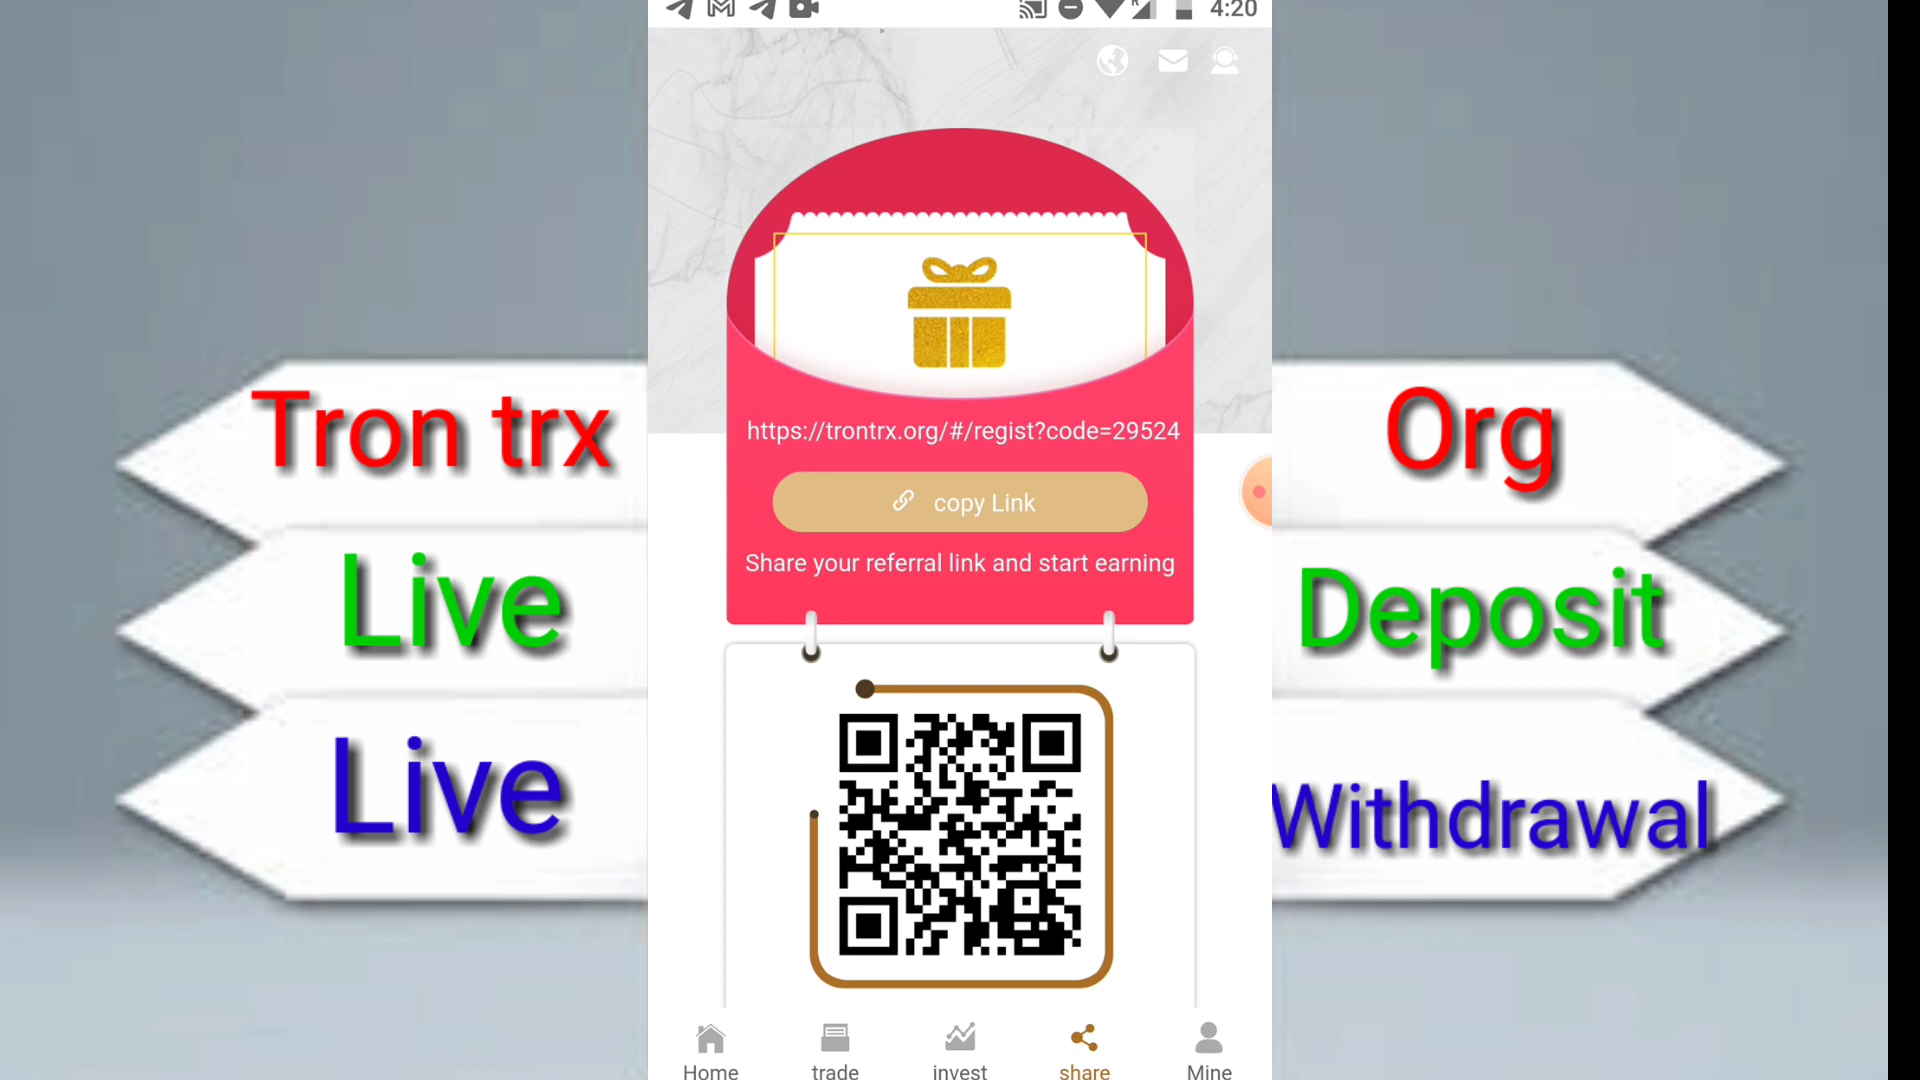 4:20
Tron trx
Live
Live
https://trontrx.org/#/regist?code=29524
copy Link
Share your referral link and start earning
Home
trade
invest
share
Mine
Org
Deposit
Withdrawal